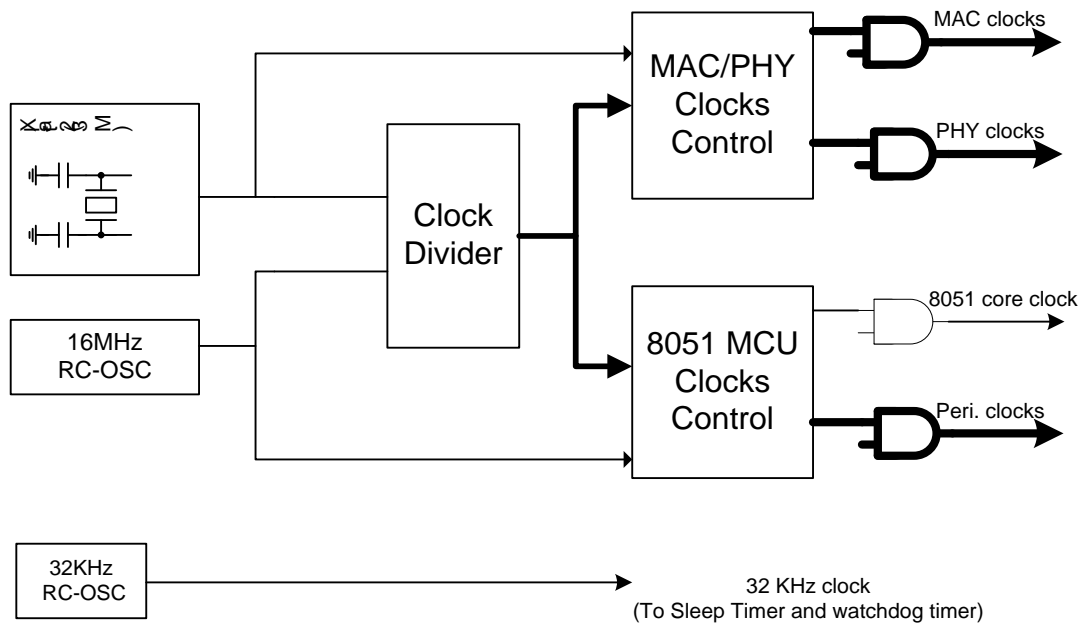 MAC clocks
MAC/PHY
Clocks
Control
PHY clocks
Clock
Divider
16MHz
RC-OSC
8051 MCU
Clocks
Control
8051 core clock
Peri. clocks
32KHz
RC-OSC
32 KHz clock
(To Sleep Timer and watchdog timer)